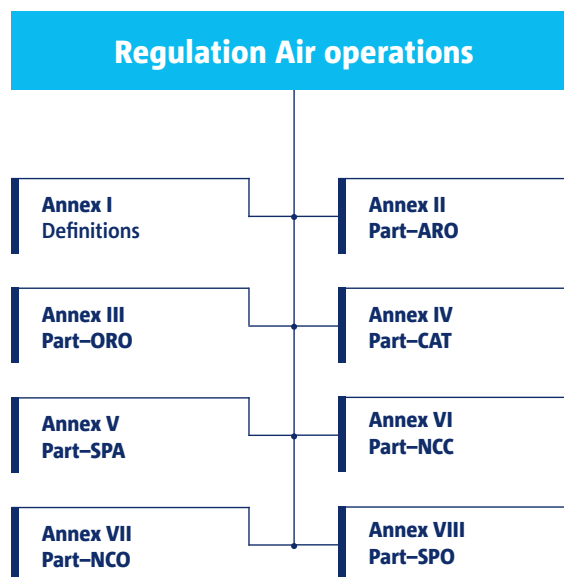 Regulation Air operations
Annex I
Definitions
Annex II
Part–ARO
Annex III
Part–ORO
Annex IV
Part–CAT
Annex V
Part–SPA
Annex VI
Part–NCC
Annex VII
Part–NCO
Annex VIII
Part–SPO